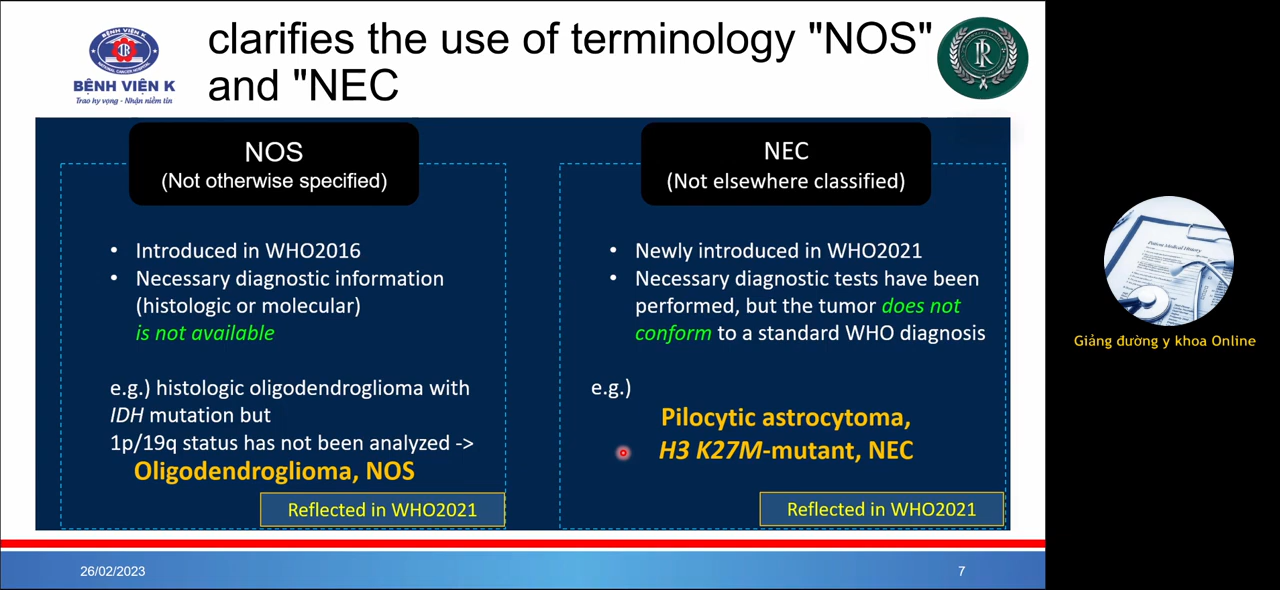 clarifies the use of terminology "NOS"
and "NEC
BỆNH VIỆN K
Trao hy vọng - Nhận niềm tin
NOS
(Not otherwise specified)
• Introduced in WHO2016
• Necessary diagnostic information
(histologic or molecular)
is not available
e.g.) histologic oligodendroglioma with
IDH mutation but
1p/19q status has not been analyzed ->
Oligodendroglioma, NOS
Reflected in WHO2021
NEC
(Not elsewhere classified)
• Newly introduced in WHO2021
• Necessary diagnostic tests have been
performed, but the tumor does not
conform to a standard WHO diagnosis
e.g.)
Pilocytic astrocytoma,
H3 K27M-mutant, NEC
Reflected in WHO2021
26/02/2023
7
Giảng đường y khoa Online